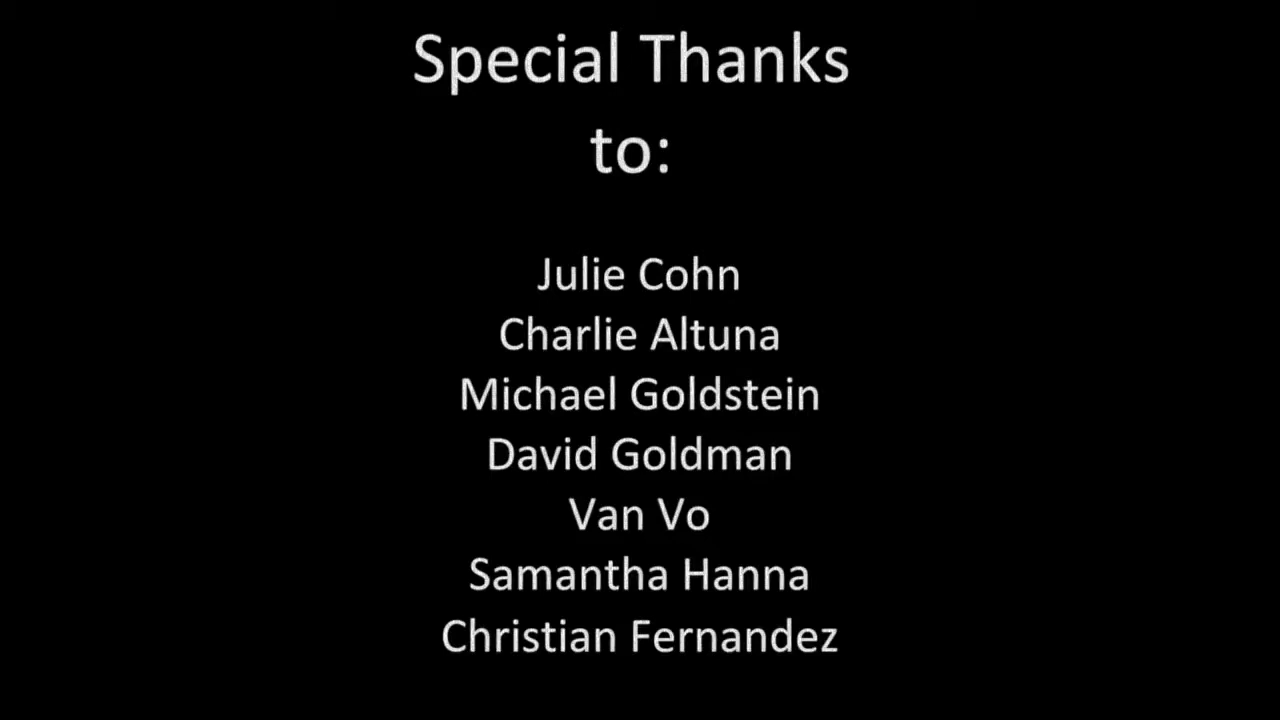 Special Thanks
to:
Julie Cohn
Charlie Altuna
Michael Goldstein
David Goldman
Van Vo
Samantha Hanna
Christian Fernandez